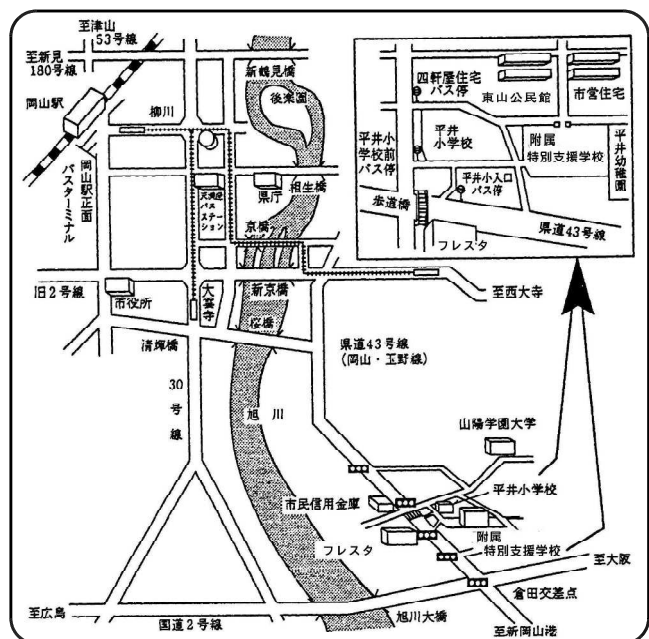 至津山
53号線
至新見
180号線
岡山駅
柳川
新鶴見橋
後楽園
岡山駅正面
バスターミナル
天満屋
バス
ステーション
県庁
相生橋
京橋
旧2号線
市役所
大雲寺
新京橋
桜橋
至西大寺
清輝橋
県道43号線
(岡山・玉野線)
30号線
旭川
山陽学園大学
平井小学校
市民信用金庫
フレスタ
附属
特別支援学校
至大阪
倉田交差点
至広島
国道2号線
旭川大橋
至新岡山港
四軒屋住宅
バス停
東山公民館
市営住宅
平井小
学校前
バス停
平井
小学校
附属
特別支援学校
平井幼稚園
平井小入口
バス停
歩道橋
県道43号線
フレスタ